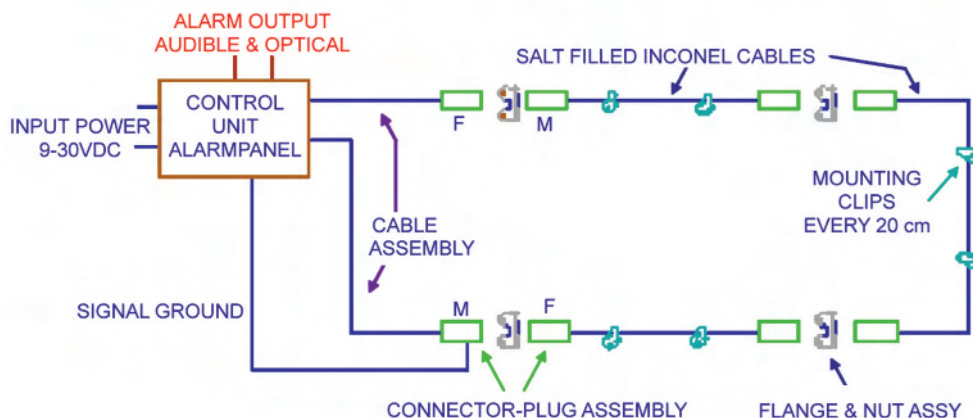 ALARM OUTPUT
AUDIBLE & OPTICAL
SALT FILLED INCONEL CABLES
CONTROL
UNIT
ALARMPANEL
INPUT POWER
9-30VDC
F
M
MOUNTING
CLIPS
EVERY 20 cm
CABLE
ASSEMBLY
SIGNAL GROUND
M
F
CONNECTOR-PLUG ASSEMBLY
FLANGE & NUT ASSY